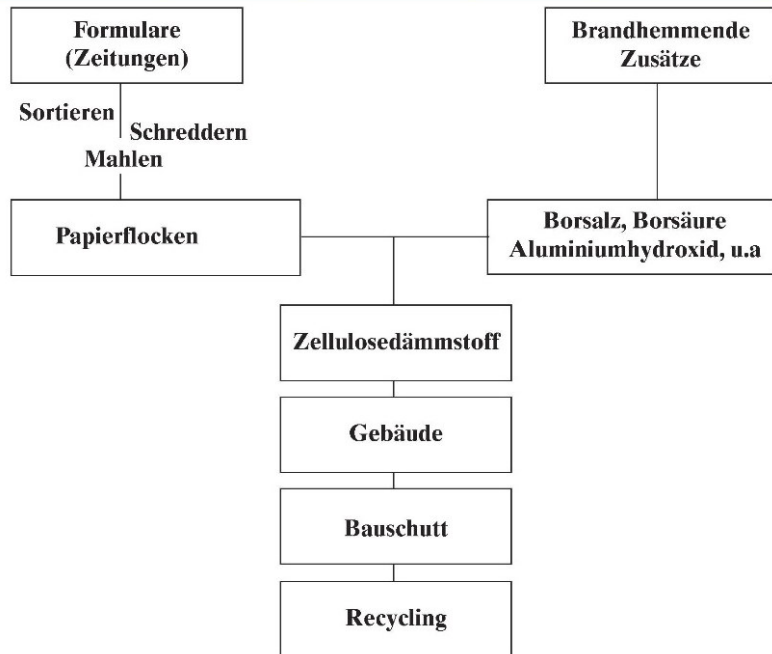 Formulare
(Zeitungen)
Brandhemmende
Zusätze
Sortieren
Schreddern
Mahlen
Papierflocken
Borsalz, Borsäure
Aluminiumhydroxid, u.a
Zellulosedämmstoff
Gebäude
Bauschutt
Recycling